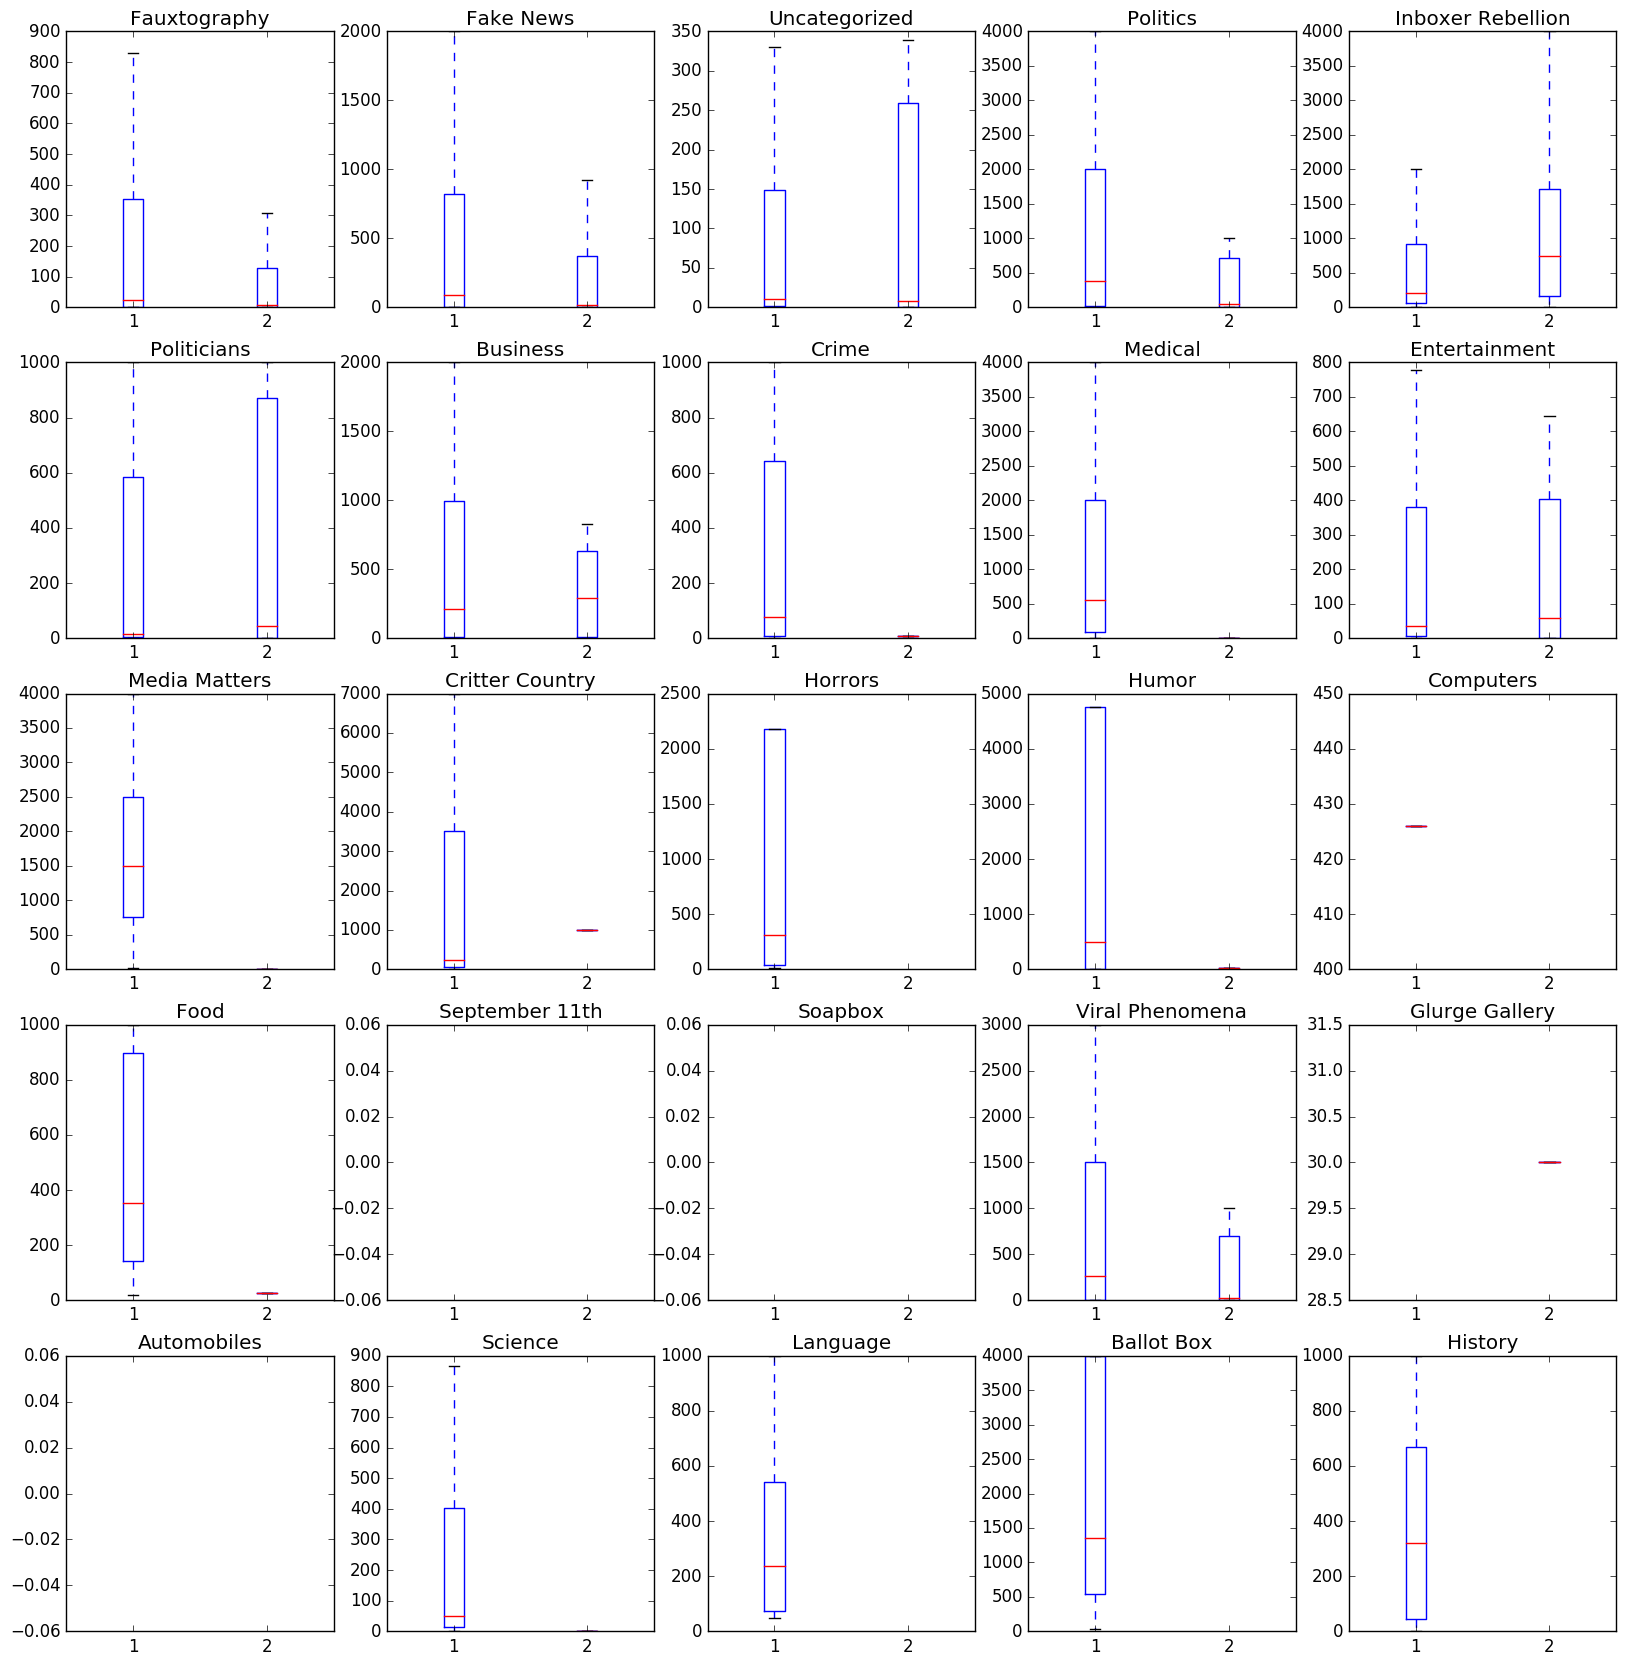 Fauxtography Fake News Uncategorized Politics Inboxer Rebellion
900 800 700 600 500 400 300 200 100 0
2000 1500 1000 500 0
350 300 250 200 150 100 50 0
4000 3500 3000 2500 2000 1500 1000 500 0
4000 3500 3000 2500 2000 1500 1000 500 0
1 2 1 2 1 2 1 2 1 2
Politicians Business Crime Medical Entertainment
1000 800 600 400 200 0
2000 1500 1000 500 0
1000 800 600 400 200 0
4000 3500 3000 2500 2000 1500 1000 500 0
800 700 600 500 400 300 200 100 0
1 2 1 2 1 2 1 2 1 2
Media Matters Critter Country Horrors Humor Computers
4000 3500 3000 2500 2000 1500 1000 500 0
7000 6000 5000 4000 3000 2000 1000 0
2500 2000 1500 1000 500 0
5000 4000 3000 2000 1000 0
450 440 430 420 410 400
1 2 1 2 1 2 1 2 1 2
Food September 11th Soapbox Viral Phenomena Glurge Gallery
1000 800 600 400 200 0
0.06 0.04 0.02 0.00 −0.02 −0.04 −0.06
0.06 0.04 0.02 0.00 −0.02 −0.04 −0.06
3000 2500 2000 1500 1000 500 0
31.5 31.0 30.5 30.0 29.5 29.0 28.5
1 2 1 2 1 2 1 2 1 2
Automobiles Science Language Ballot Box History
0.06 0.04 0.02 0.00 −0.02 −0.04 −0.06
900 800 700 600 500 400 300 200 100 0
1000 800 600 400 200 0
4000 3500 3000 2500 2000 1500 1000 500 0
1000 800 600 400 200 0
1 2 1 2 1 2 1 2 1 2